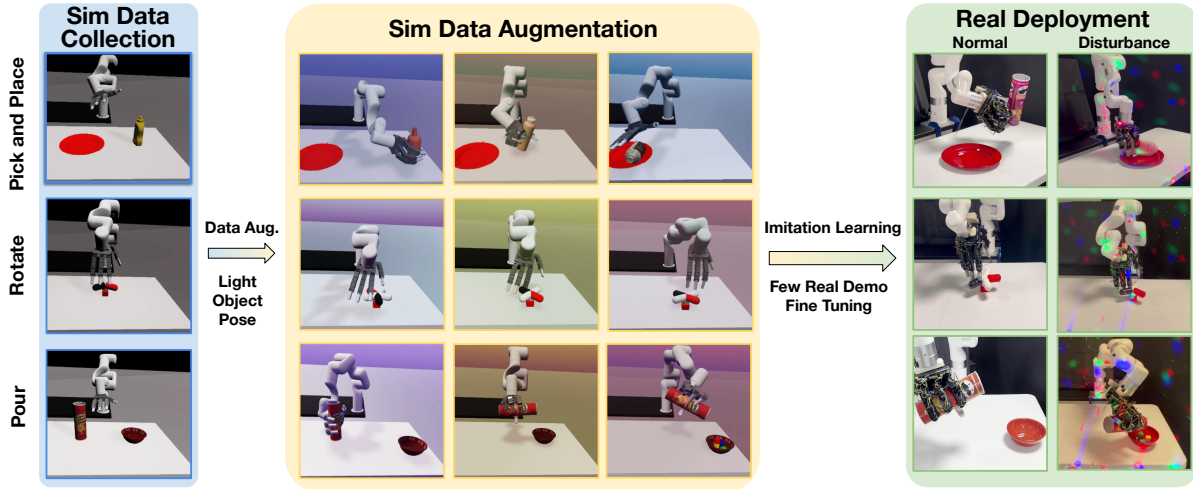 Sim Data
Collection
Sim Data Augmentation
Real Deployment
Normal
Disturbance
Pick and Place
Rotate
Data Aug.
Light
Object
Pose
Imitation Learning
Few Real Demo
Fine Tuning
Pour